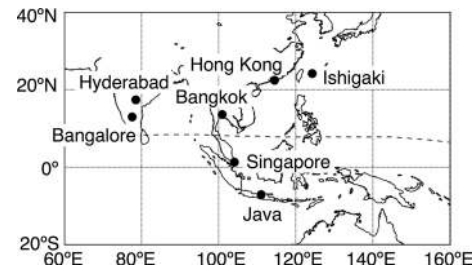 40°N
20°N
0°
20°S
60°E 80°E 100°E 120°E 140°E 160°E
Hong Kong
Ishigaki
Hyderabad
Bangkok
Bangalore
Singapore
Java